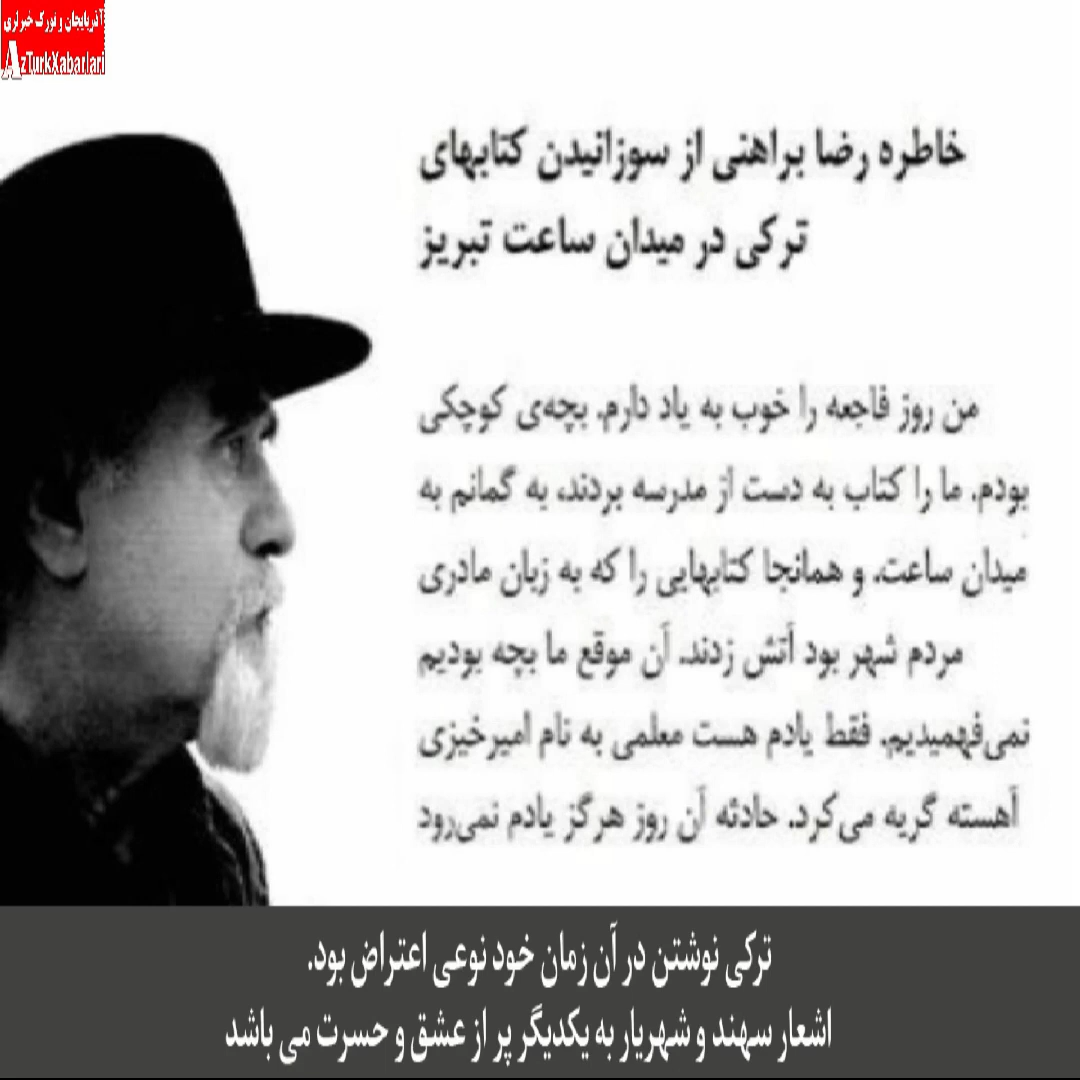 آذربایجان و تورک خبرلری
AzTurkXabarlari
خاطره رضا براهنی از سوزانیدن کتابهای
ترکی در میدان ساعت تبریز
من روز فاجعه را خوب به یاد دارم. بچه‌ی کوچکی
بودم. ما را کتاب به دست از مدرسه بردند، به گمانم به
میدان ساعت. و همانجا کتابهایی را که به زبان مادری
مردم شهر بود آتش زدند. آن موقع ما بچه بودیم
نمی‌فهمیدیم. فقط یادم هست معلمی به نام امیرخیزی
آهسته گریه می‌کرد. حادثه آن روز هرگز یادم نمی‌رود
ترکی نوشتن در آن زمان خود نوعی اعتراض بود.
اشعار سهند و شهریار به یکدیگر پر از عشق و حسرت می باشد